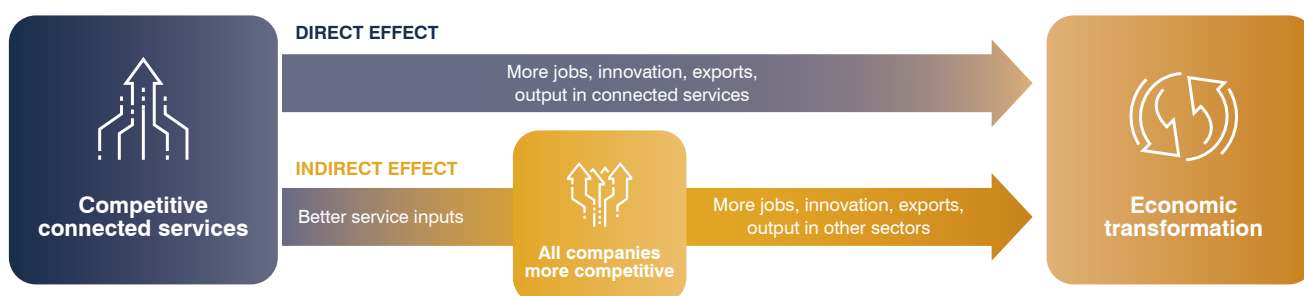 DIRECT EFFECT
More jobs, innovation, exports,
output in connected services
Competitive
connected services
INDIRECT EFFECT
Better service inputs
All companies
more competitive
More jobs, innovation, exports,
output in other sectors
Economic
transformation